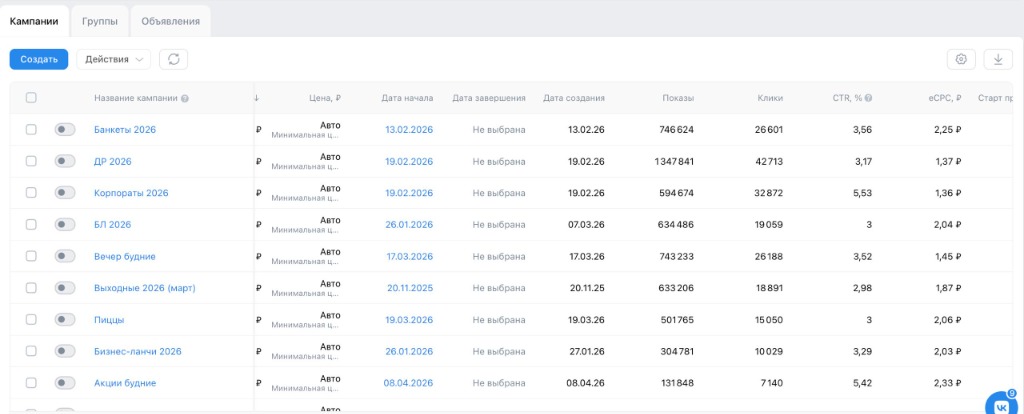 Кампании Группы Объявления
Создать Действия
Название кампании ↓ Цена, ₽ Дата начала Дата завершения Дата создания Показы Клики CTR, % eCPC, ₽ Старт пр
Банкеты 2026 ₽ Авто 13.02.2026 Не выбрана 13.02.26 746 624 26 601 3,56 2,25 ₽
Минимальная ц...
ДР 2026 ₽ Авто 19.02.2026 Не выбрана 19.02.26 1 347 841 42 713 3,17 1,37 ₽
Минимальная ц...
Корпораты 2026 ₽ Авто 19.02.2026 Не выбрана 19.02.26 594 674 32 872 5,53 1,36 ₽
Минимальная ц...
БЛ 2026 ₽ Авто 26.01.2026 Не выбрана 07.03.26 634 486 19 059 3 2,04 ₽
Минимальная ц...
Вечер будние ₽ Авто 17.03.2026 Не выбрана 17.03.26 743 233 26 188 3,52 1,45 ₽
Минимальная ц...
Выходные 2026 (март) ₽ Авто 20.11.2025 Не выбрана 20.11.25 633 206 18 891 2,98 1,87 ₽
Минимальная ц...
Пиццы ₽ Авто 19.03.2026 Не выбрана 19.03.26 501 765 15 050 3 2,06 ₽
Минимальная ц...
Бизнес-ланчи 2026 ₽ Авто 26.01.2026 Не выбрана 27.01.26 304 781 10 029 3,29 2,03 ₽
Минимальная ц...
Акции будние ₽ Авто 08.04.2026 Не выбрана 08.04.26 131 848 7 140 5,42 2,33 ₽
Минимальная ц...
9